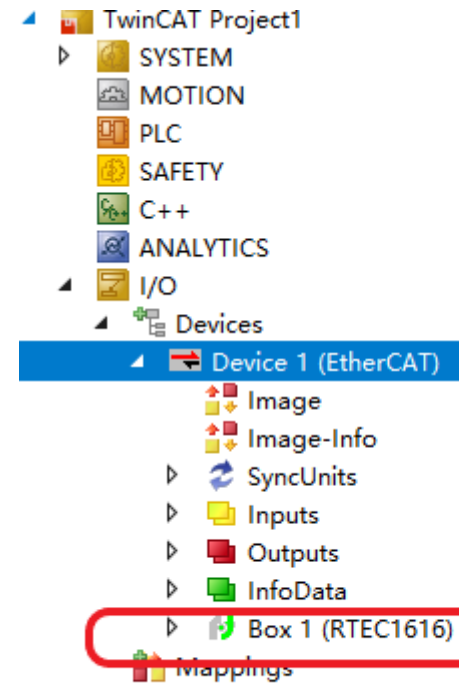 TwinCAT Project1
SYSTEM
MOTION
PLC
SAFETY
C++
ANALYTICS
I/O
Devices
Device 1 (EtherCAT)
Image
Image-Info
SyncUnits
Inputs
Outputs
InfoData
Box 1 (RTEC1616)
Mappings